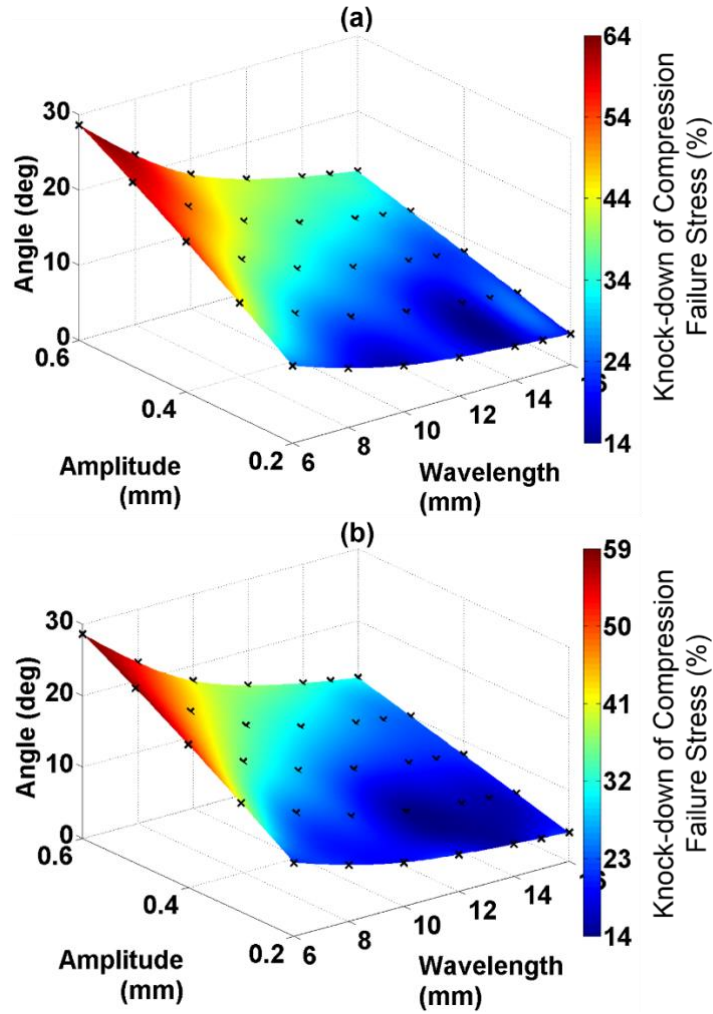 (a)
64
54
44
34
24
14
Knock-down of Compression
Failure Stress (%)
30
20
10
0
Angle (deg)
0.6
0.4
0.2
Amplitude
(mm)
6
8
10
12
14
Wavelength
(mm)
(b)
59
50
41
32
23
14
Knock-down of Compression
Failure Stress (%)
30
20
10
0
Angle (deg)
0.6
0.4
0.2
Amplitude
(mm)
6
8
10
12
14
Wavelength
(mm)